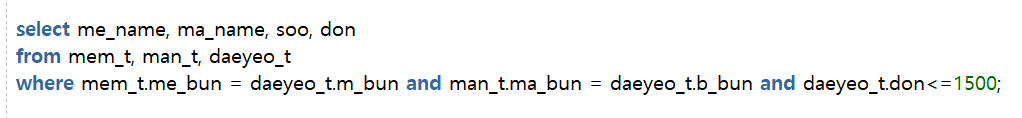 select me_name, ma_name, soo, don
from mem_t, man_t, daeyeo_t
where mem_t.me_bun = daeyeo_t.m_bun and man_t.ma_bun = daeyeo_t.b_bun and daeyeo_t.don<=1500;